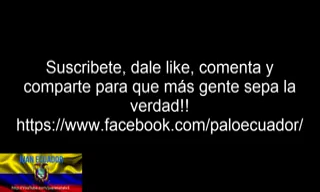 Suscribete, dale like, comenta y
comparte para que más gente sepa la
verdad!!
https://www.facebook.com/paloecuador/